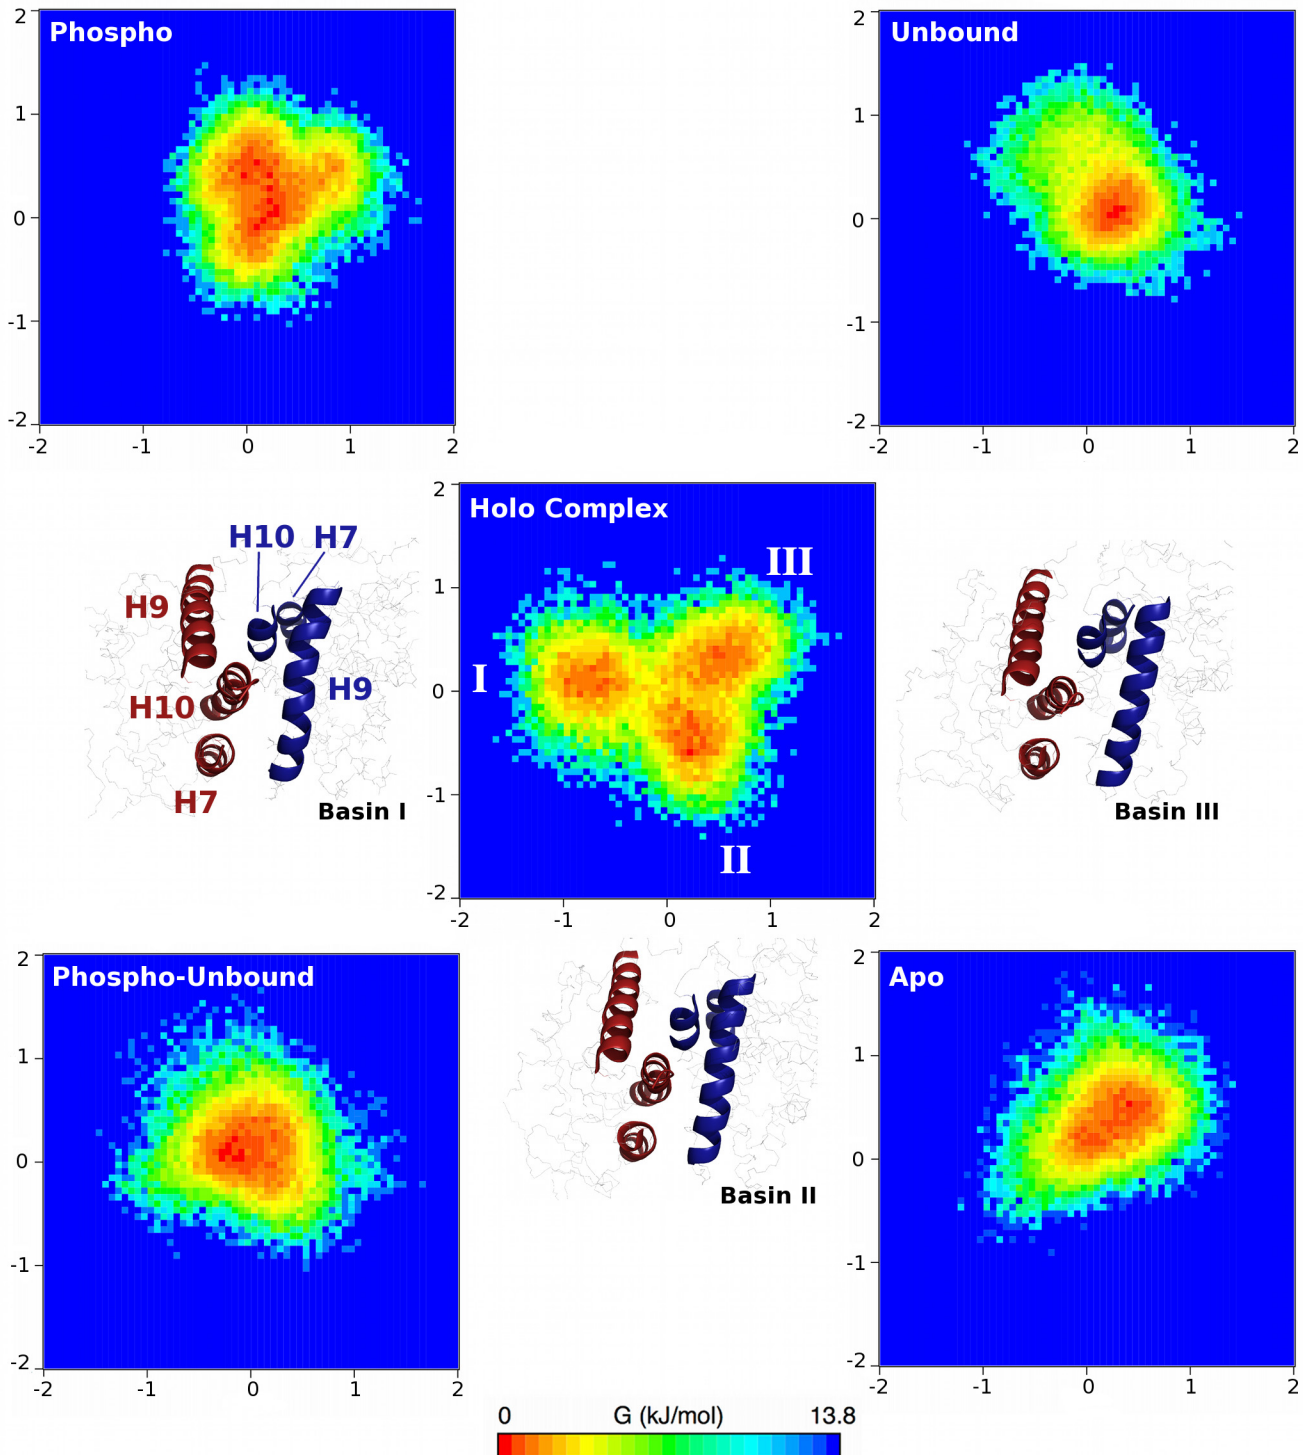 Phospho
2
1
0
-1
-2
-2 -1 0 1 2
Unbound
2
1
0
-1
-2
-2 -1 0 1 2
H10 H7
H9
H9
H10
H7
Basin I
Holo Complex
III
I
II
2
1
0
-1
-2
-2 -1 0 1 2
Basin III
Phospho-Unbound
2
1
0
-1
-2
-2 -1 0 1 2
Basin II
Apo
2
1
0
-1
-2
-2 -1 0 1 2
0 G (kJ/mol) 13.8